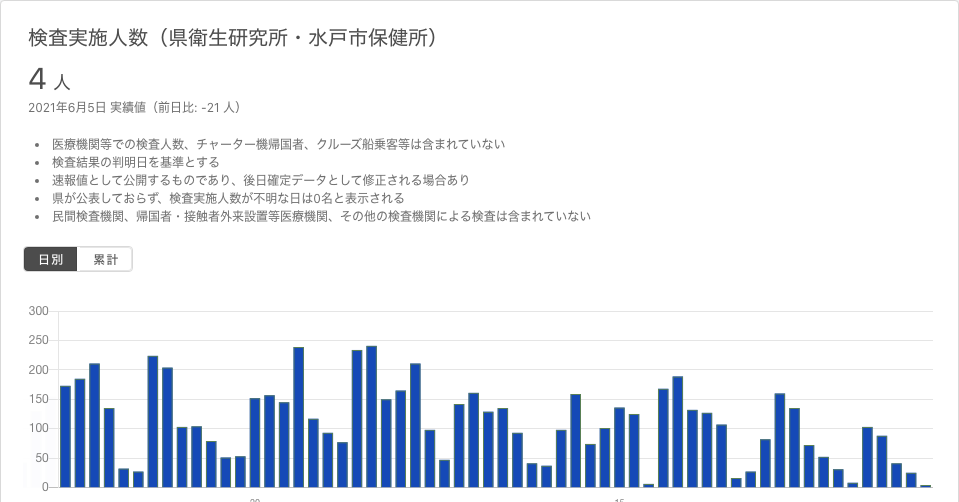 検査実施人数（県衛生研究所・水戸市保健所）
4 人
2021年6月5日 実績値（前日比: -21 人）
• 医療機関等での検査人数、チャーター機帰国者、クルーズ船乗客等は含まれていない
• 検査結果の判明日を基準とする
• 速報値として公開するものであり、後日確定データとして修正される場合あり
• 県が公表しておらず、検査実施人数が不明な日は0名と表示される
• 民間検査機関、帰国者・接触者外来設置等医療機関、その他の検査機関による検査は含まれていない
日別 累計
300
250
200
150
100
50
0